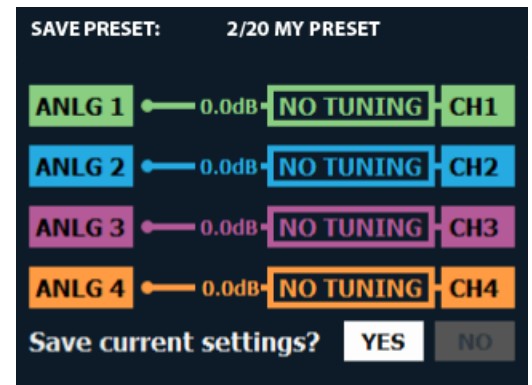 SAVE PRESET: 2/20 MY PRESET
ANLG 1 0.0dB NO TUNING CH1
ANLG 2 0.0dB NO TUNING CH2
ANLG 3 0.0dB NO TUNING CH3
ANLG 4 0.0dB NO TUNING CH4
Save current settings? YES NO